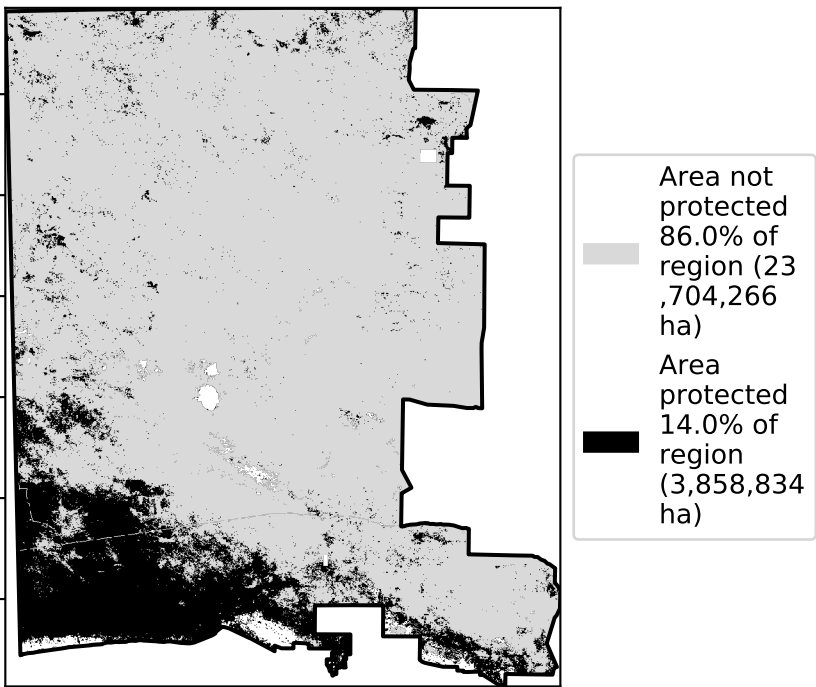 Area not
protected
86.0% of
region (23
,704,266
ha)
Area
protected
14.0% of
region
(3,858,834
ha)